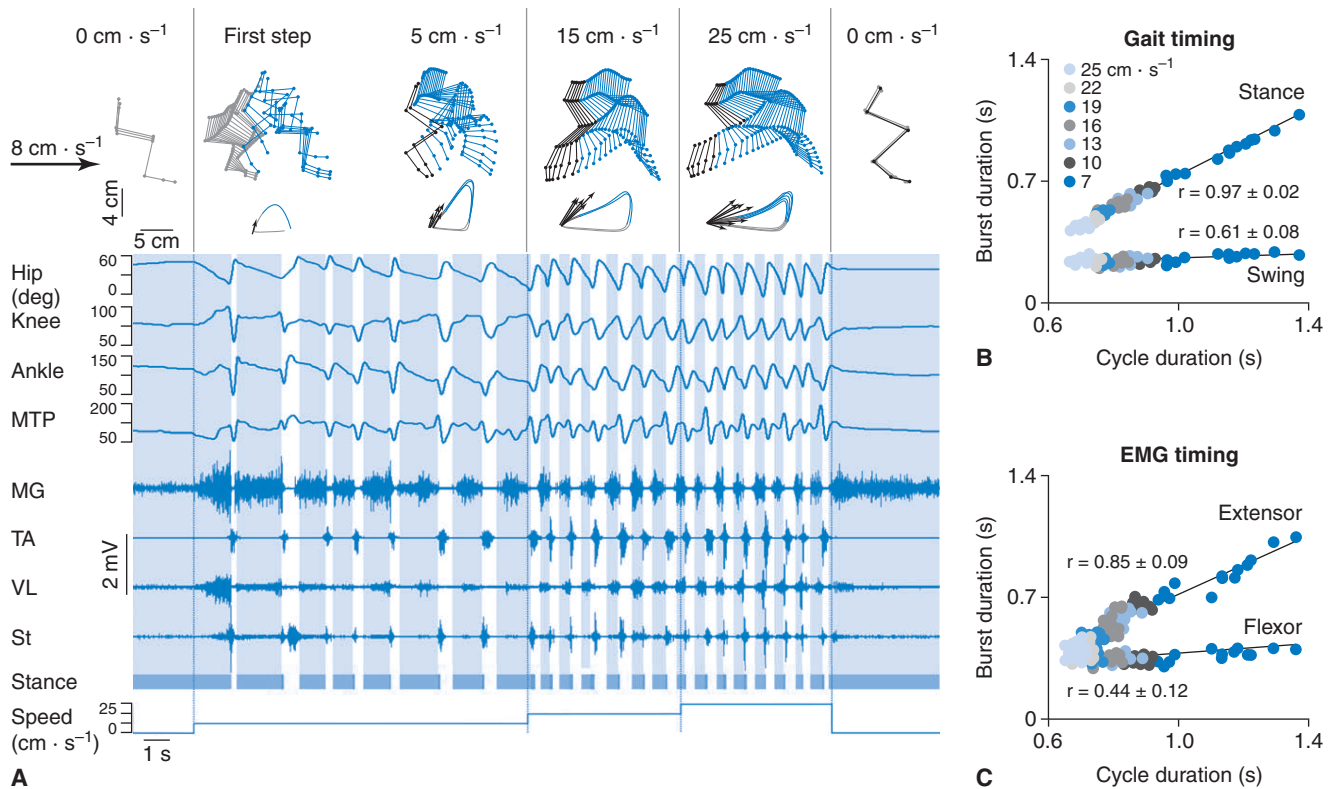 0 cm · s⁻¹
First step
5 cm · s⁻¹
15 cm · s⁻¹
25 cm · s⁻¹
0 cm · s⁻¹
8 cm · s⁻¹
4 cm
5 cm
Hip
(deg)
60
0
Knee
100
50
Ankle
150
50
MTP
200
50
MG
TA
VL
St
2 mV
Stance
Speed
(cm · s⁻¹)
25
0
1 s
A
Gait timing
Burst duration (s)
1.4
0.7
0
25 cm · s⁻¹
22
19
16
13
10
7
Stance
r = 0.97 ± 0.02
r = 0.61 ± 0.08
Swing
0.6 1.0 1.4
Cycle duration (s)
B
EMG timing
Burst duration (s)
1.4
0.7
0
Extensor
r = 0.85 ± 0.09
Flexor
r = 0.44 ± 0.12
0.6 1.0 1.4
Cycle duration (s)
C